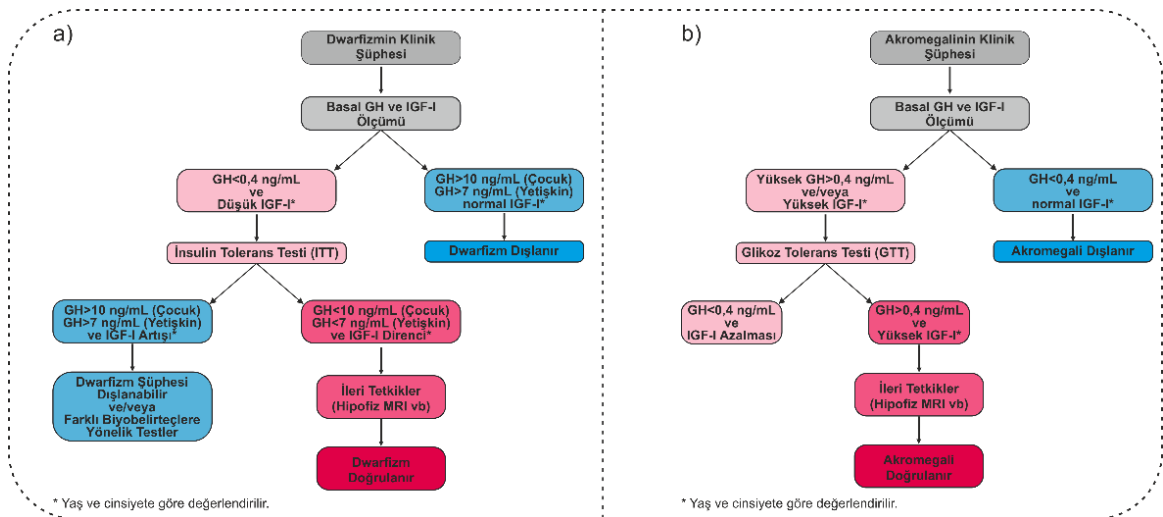 a)
Dwarfizmin Klinik
Şüphesi
Basal GH ve IGF-I
Ölçümü
GH<0,4 ng/mL
ve
Düşük IGF-I*
GH>10 ng/mL (Çocuk)
GH>7 ng/mL (Yetişkin)
normal IGF-I*
İnsulin Tolerans Testi (ITT)
Dwarfizm Dışlanır
GH>10 ng/mL (Çocuk)
GH>7 ng/mL (Yetişkin)
ve IGF-I Artışı*
GH<10 ng/mL (Çocuk)
GH<7 ng/mL (Yetişkin)
ve IGF-I Direnci*
Dwarfizm Şüphesi
Dışlanabilir
ve/veya
Farklı Biyobelirteçlere
Yönelik Testler
İleri Tetkikler
(Hipofiz MRI vb)
Dwarfizm
Doğrulanır
* Yaş ve cinsiyete göre değerlendirilir.
b)
Akromegalinin Klinik
Şüphesi
Basal GH ve IGF-I
Ölçümü
Yüksek GH>0,4 ng/mL
ve/veya
Yüksek IGF-I*
GH<0,4 ng/mL
ve
normal IGF-I*
Glikoz Tolerans Testi (GTT)
Akromegali Dışlanır
GH<0,4 ng/mL
ve
IGF-I Azalması
GH>0,4 ng/mL
ve
Yüksek IGF-I*
İleri Tetkikler
(Hipofiz MRI vb)
Akromegali
Doğrulanır
* Yaş ve cinsiyete göre değerlendirilir.